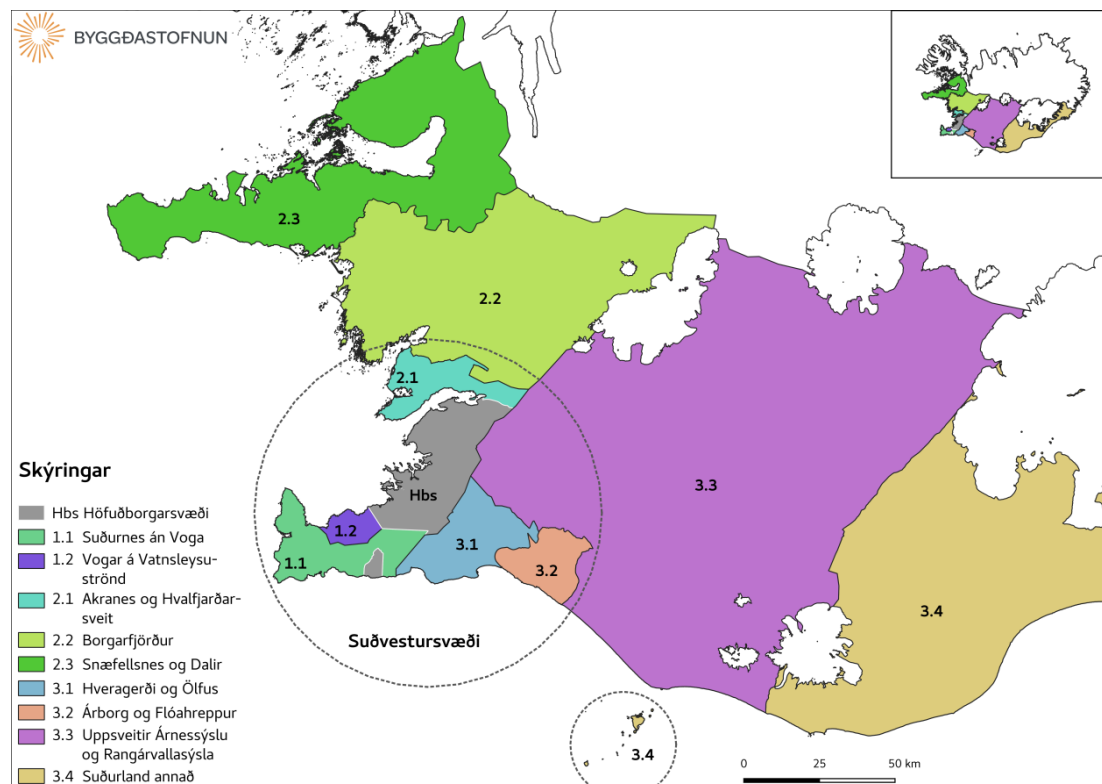 BYGGÐASTOFNUN
2.3
2.2
2.1
Hbs
1.2
1.1
3.1
3.2
3.3
3.4
Suðvestursvæði
3.4
Skýringar
Hbs Höfuðborgarsvæði
1.1 Suðurnes án Voga
1.2 Vogar á Vatnsleysu-
strönd
2.1 Akranes og Hvalfjarðar-
sveit
2.2 Borgarfjörður
2.3 Snæfellsnes og Dalir
3.1 Hveragerði og Ölfus
3.2 Árborg og Flóahreppur
3.3 Uppsveitir Árnessýslu
og Rangárvallasýsla
3.4 Suðurland annað
0 25 50 km